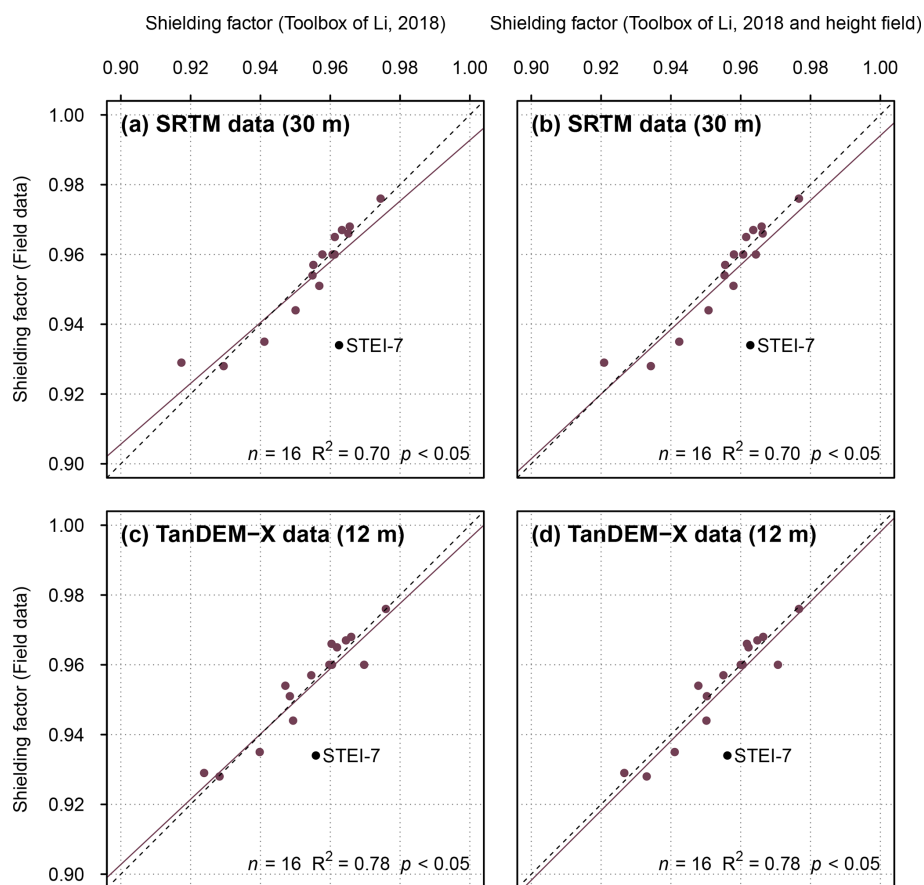 Shielding factor (Toolbox of Li, 2018) Shielding factor (Toolbox of Li, 2018 and height field)
0.90 0.92 0.94 0.96 0.98 1.00 0.90 0.92 0.94 0.96 0.98 1.00
(a) SRTM data (30 m)
1.00
0.98
0.96
0.94
0.92
0.90
Shielding factor (Field data)
STEI-7
n = 16 R² = 0.70 p < 0.05
(b) SRTM data (30 m)
STEI-7
n = 16 R² = 0.70 p < 0.05
(c) TanDEM−X data (12 m)
1.00
0.98
0.96
0.94
0.92
0.90
Shielding factor (Field data)
STEI-7
n = 16 R² = 0.78 p < 0.05
(d) TanDEM−X data (12 m)
STEI-7
n = 16 R² = 0.78 p < 0.05